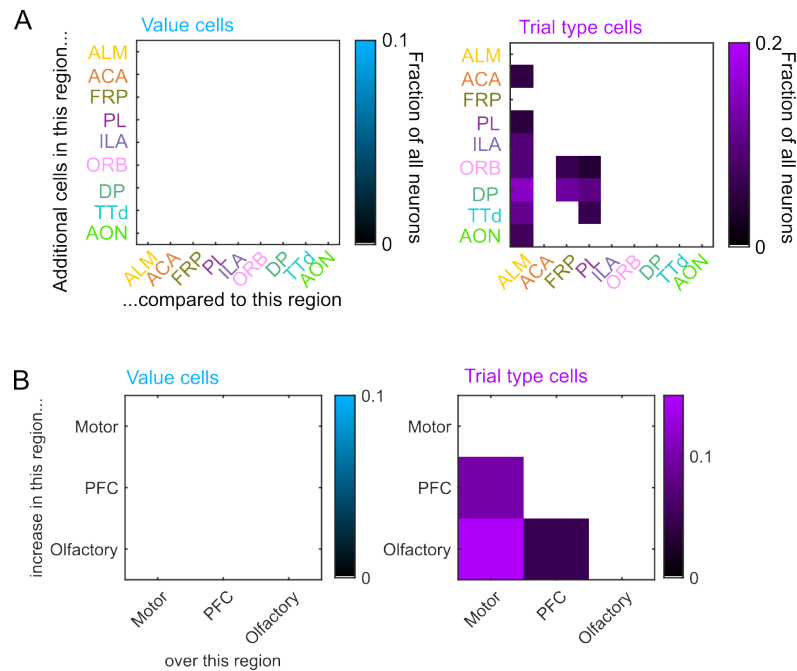 A
Value cells
Trial type cells
Additional cells in this region...
ALM
ACA
FRP
PL
ILA
ORB
DP
TTd
AON
0.1
0
Fraction of all neurons
ALM
ACA
FRP
PL
ILA
ORB
DP
TTd
AON
0.2
0
Fraction of all neurons
ALM
ACA
FRP
PL
ILA
ORB
DP
TTd
AON
...compared to this region
ALM
ACA
FRP
PL
ILA
ORB
DP
TTd
AON
B
Value cells
Trial type cells
increase in this region...
Motor
PFC
Olfactory
0.1
0
Motor
PFC
Olfactory
0.1
0
Motor
PFC
Olfactory
over this region
Motor
PFC
Olfactory